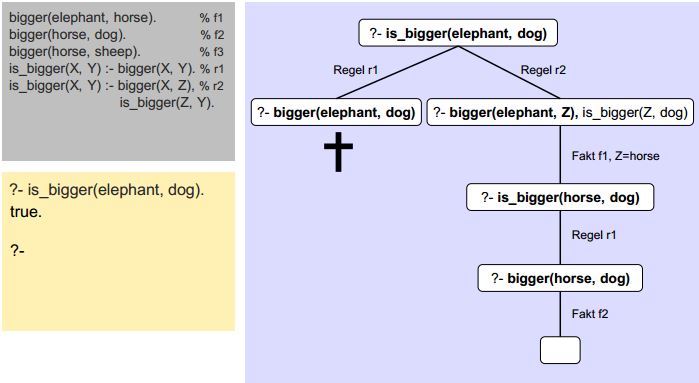 bigger(elephant, horse). % f1
bigger(horse, dog). % f2
bigger(horse, sheep). % f3
is_bigger(X, Y) :- bigger(X, Y). % r1
is_bigger(X, Y) :- bigger(X, Z), % r2
is_bigger(Z, Y).
?- is_bigger(elephant, dog).
true.
?-
?- is_bigger(elephant, dog)
Regel r1
Regel r2
?- bigger(elephant, dog)
?- bigger(elephant, Z), is_bigger(Z, dog)
Fakt f1, Z=horse
?- is_bigger(horse, dog)
Regel r1
?- bigger(horse, dog)
Fakt f2